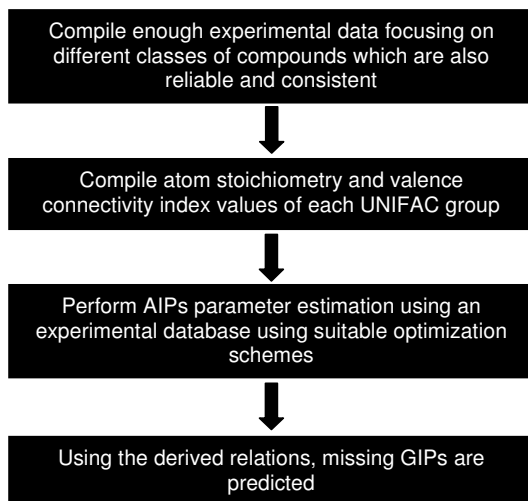 Compile enough experimental data focusing on
different classes of compounds which are also
reliable and consistent
Compile atom stoichiometry and valence
connectivity index values of each UNIFAC group
Perform AIPs parameter estimation using an
experimental database using suitable optimization
schemes
Using the derived relations, missing GIPs are
predicted